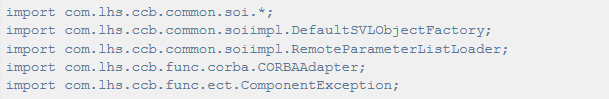 import com.lhs.ccb.common.soi.*;
import com.lhs.ccb.common.soiimpl.DefaultSVLObjectFactory;
import com.lhs.ccb.common.soiimpl.RemoteParameterListLoader;
import com.lhs.ccb.func.corba.CORBAAdapter;
import com.lhs.ccb.func.ect.ComponentException;